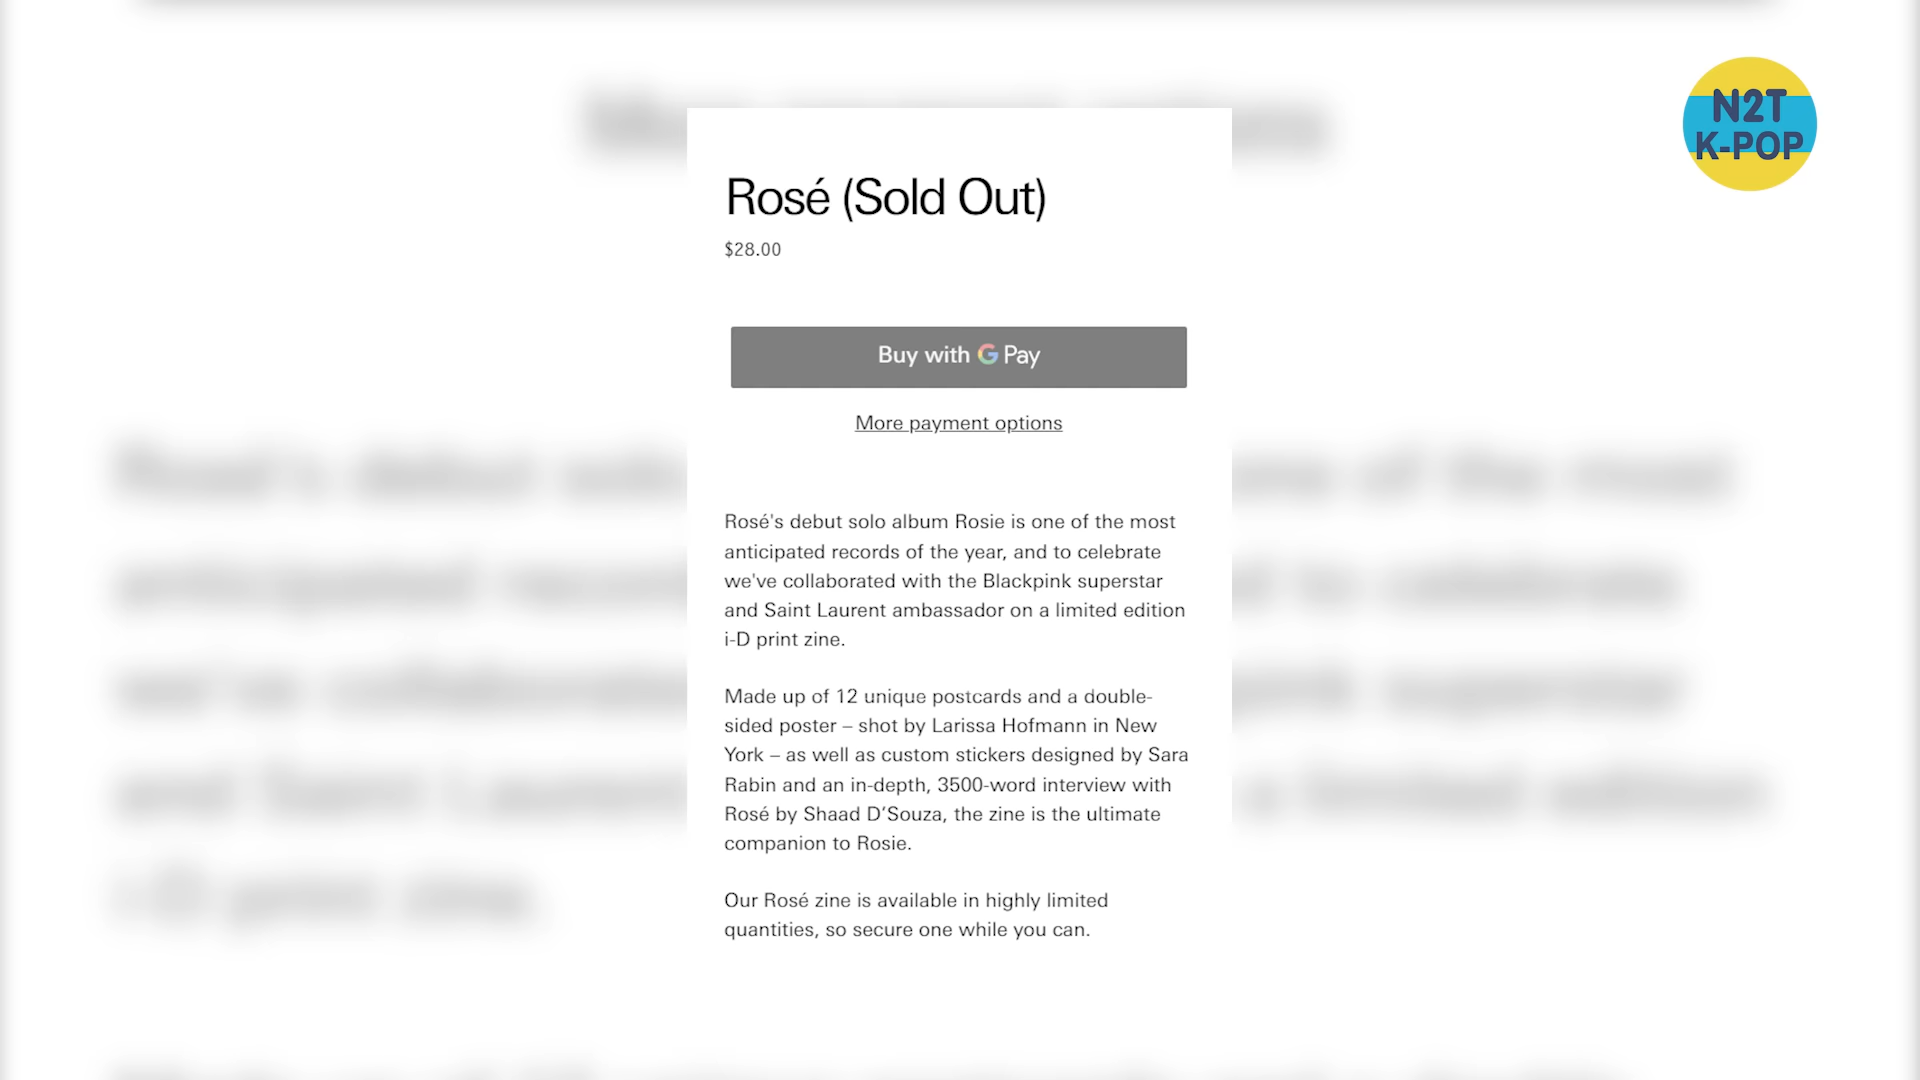 N2T
K-POP
Rosé (Sold Out)
$28.00
Buy with G Pay
More payment options
Rosé's debut solo album Rosie is one of the most
anticipated records of the year, and to celebrate
we've collaborated with the Blackpink superstar
and Saint Laurent ambassador on a limited edition
i-D print zine.
Made up of 12 unique postcards and a double-
sided poster – shot by Larissa Hofmann in New
York – as well as custom stickers designed by Sara
Rabin and an in-depth, 3500-word interview with
Rosé by Shaad D’Souza, the zine is the ultimate
companion to Rosie.
Our Rosé zine is available in highly limited
quantities, so secure one while you can.